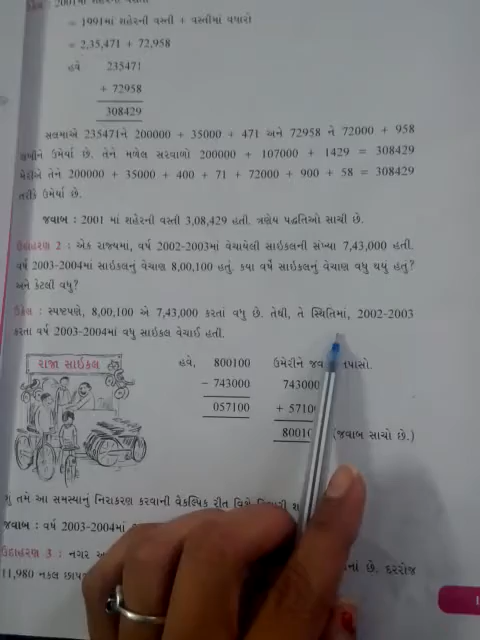 2001માં
= 1991માં શહેરની વસ્તી + વસ્તીમાં વધારો
= 2,35,471 + 72,958
હવે 235471
+ 72958
308429
સલમાએ 235471ને 200000 + 35000 + 471 અને 72958 ને 72000 + 958
ઉમેર્યા છે. તેને મળેલ સરવાળો 200000 + 107000 + 1429 = 308429
મેરીએ તેને 200000 + 35000 + 400 + 71 + 72000 + 900 + 58 = 308429
તરીકે ઉમેર્યા છે.
જવાબ : 2001 માં શહેરની વસ્તી 3,08,429 હતી. ત્રણેય પદ્ધતિઓ સાચી છે.
ઉદાહરણ 2 : એક રાજ્યમાં, વર્ષ 2002-2003માં વેચાયેલી સાઇકલની સંખ્યા 7,43,000 હતી.
વર્ષ 2003-2004માં સાઇકલનું વેચાણ 8,00,100 હતું. કયા વર્ષે સાઇકલનું વેચાણ વધુ થયું હતું?
અને કેટલી વધુ?
ઉકેલ : સ્પષ્ટપણે, 8,00,100 એ 7,43,000 કરતાં વધુ છે. તેથી, તે સ્થિતિમાં, 2002-2003
કરતા વર્ષ 2003-2004માં વધુ સાઇકલ વેચાઈ હતી.
રાજા સાઈકલ
હવે, 800100
− 743000
057100
ઉમેરીને
743000
+ 5710
8001
(જવાબ સાચો છે.)
શું તમે આ સમસ્યાનું નિરાકરણ કરવાની વૈકલ્પિક રીત
જવાબ : વર્ષ 2003-2004માં
ઉદાહરણ 3 : નગર
છે. દરરોજ
11,980 નકલ